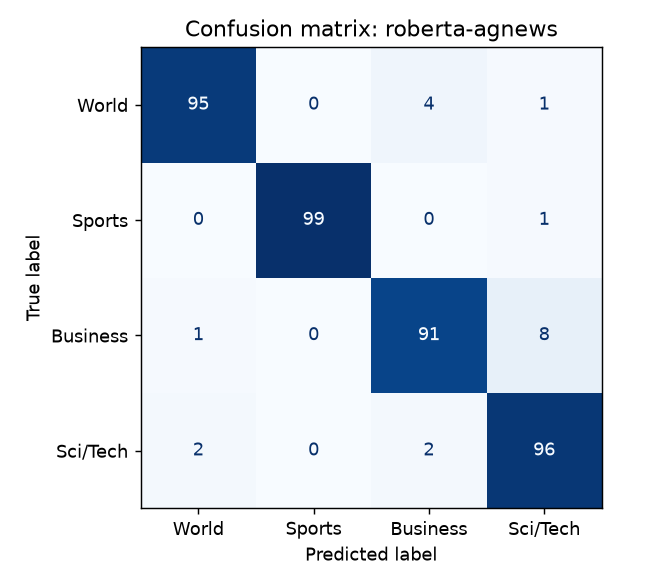 Confusion matrix: roberta-agnews
True label
World 95 0 4 1
Sports 0 99 0 1
Business 1 0 91 8
Sci/Tech 2 0 2 96
World Sports Business Sci/Tech
Predicted label